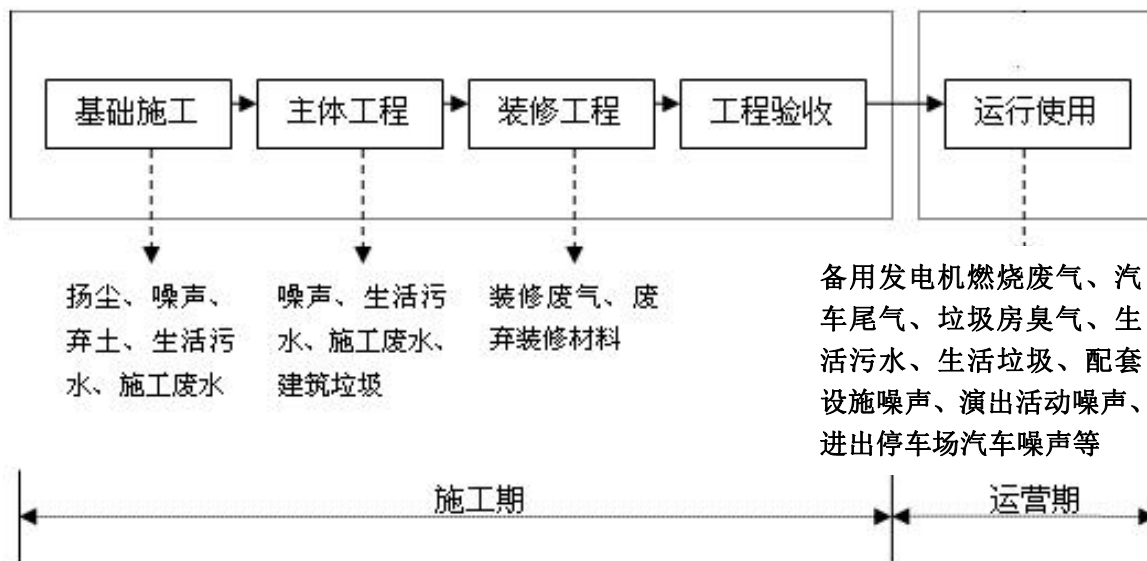 基础施工
主体工程
装修工程
工程验收
运行使用
扬尘、噪声、
弃土、生活污
水、施工废水
噪声、生活污
水、施工废水、
建筑垃圾
装修废气、废
弃装修材料
备用发电机燃烧废气、汽
车尾气、垃圾房臭气、生
活污水、生活垃圾、配套
设施噪声、演出活动噪声、
进出停车场汽车噪声等
施工期
运营期